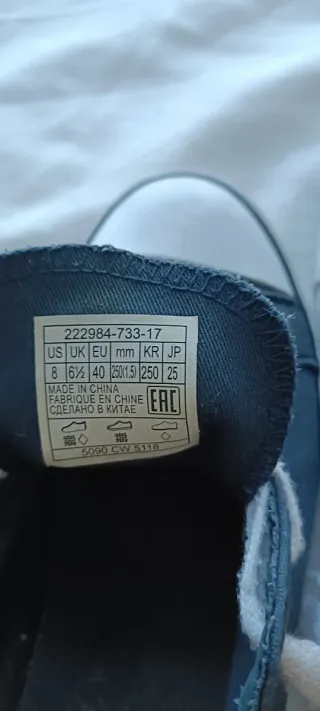 222984-733-17
US UK EU mm KR JP
8 6½ 40 260(1.5) 250 25
MADE IN CHINA
FABRIQUE EN CHINE
СДЕЛАНО В КИТАЕ
EAC
5090 CW 5118